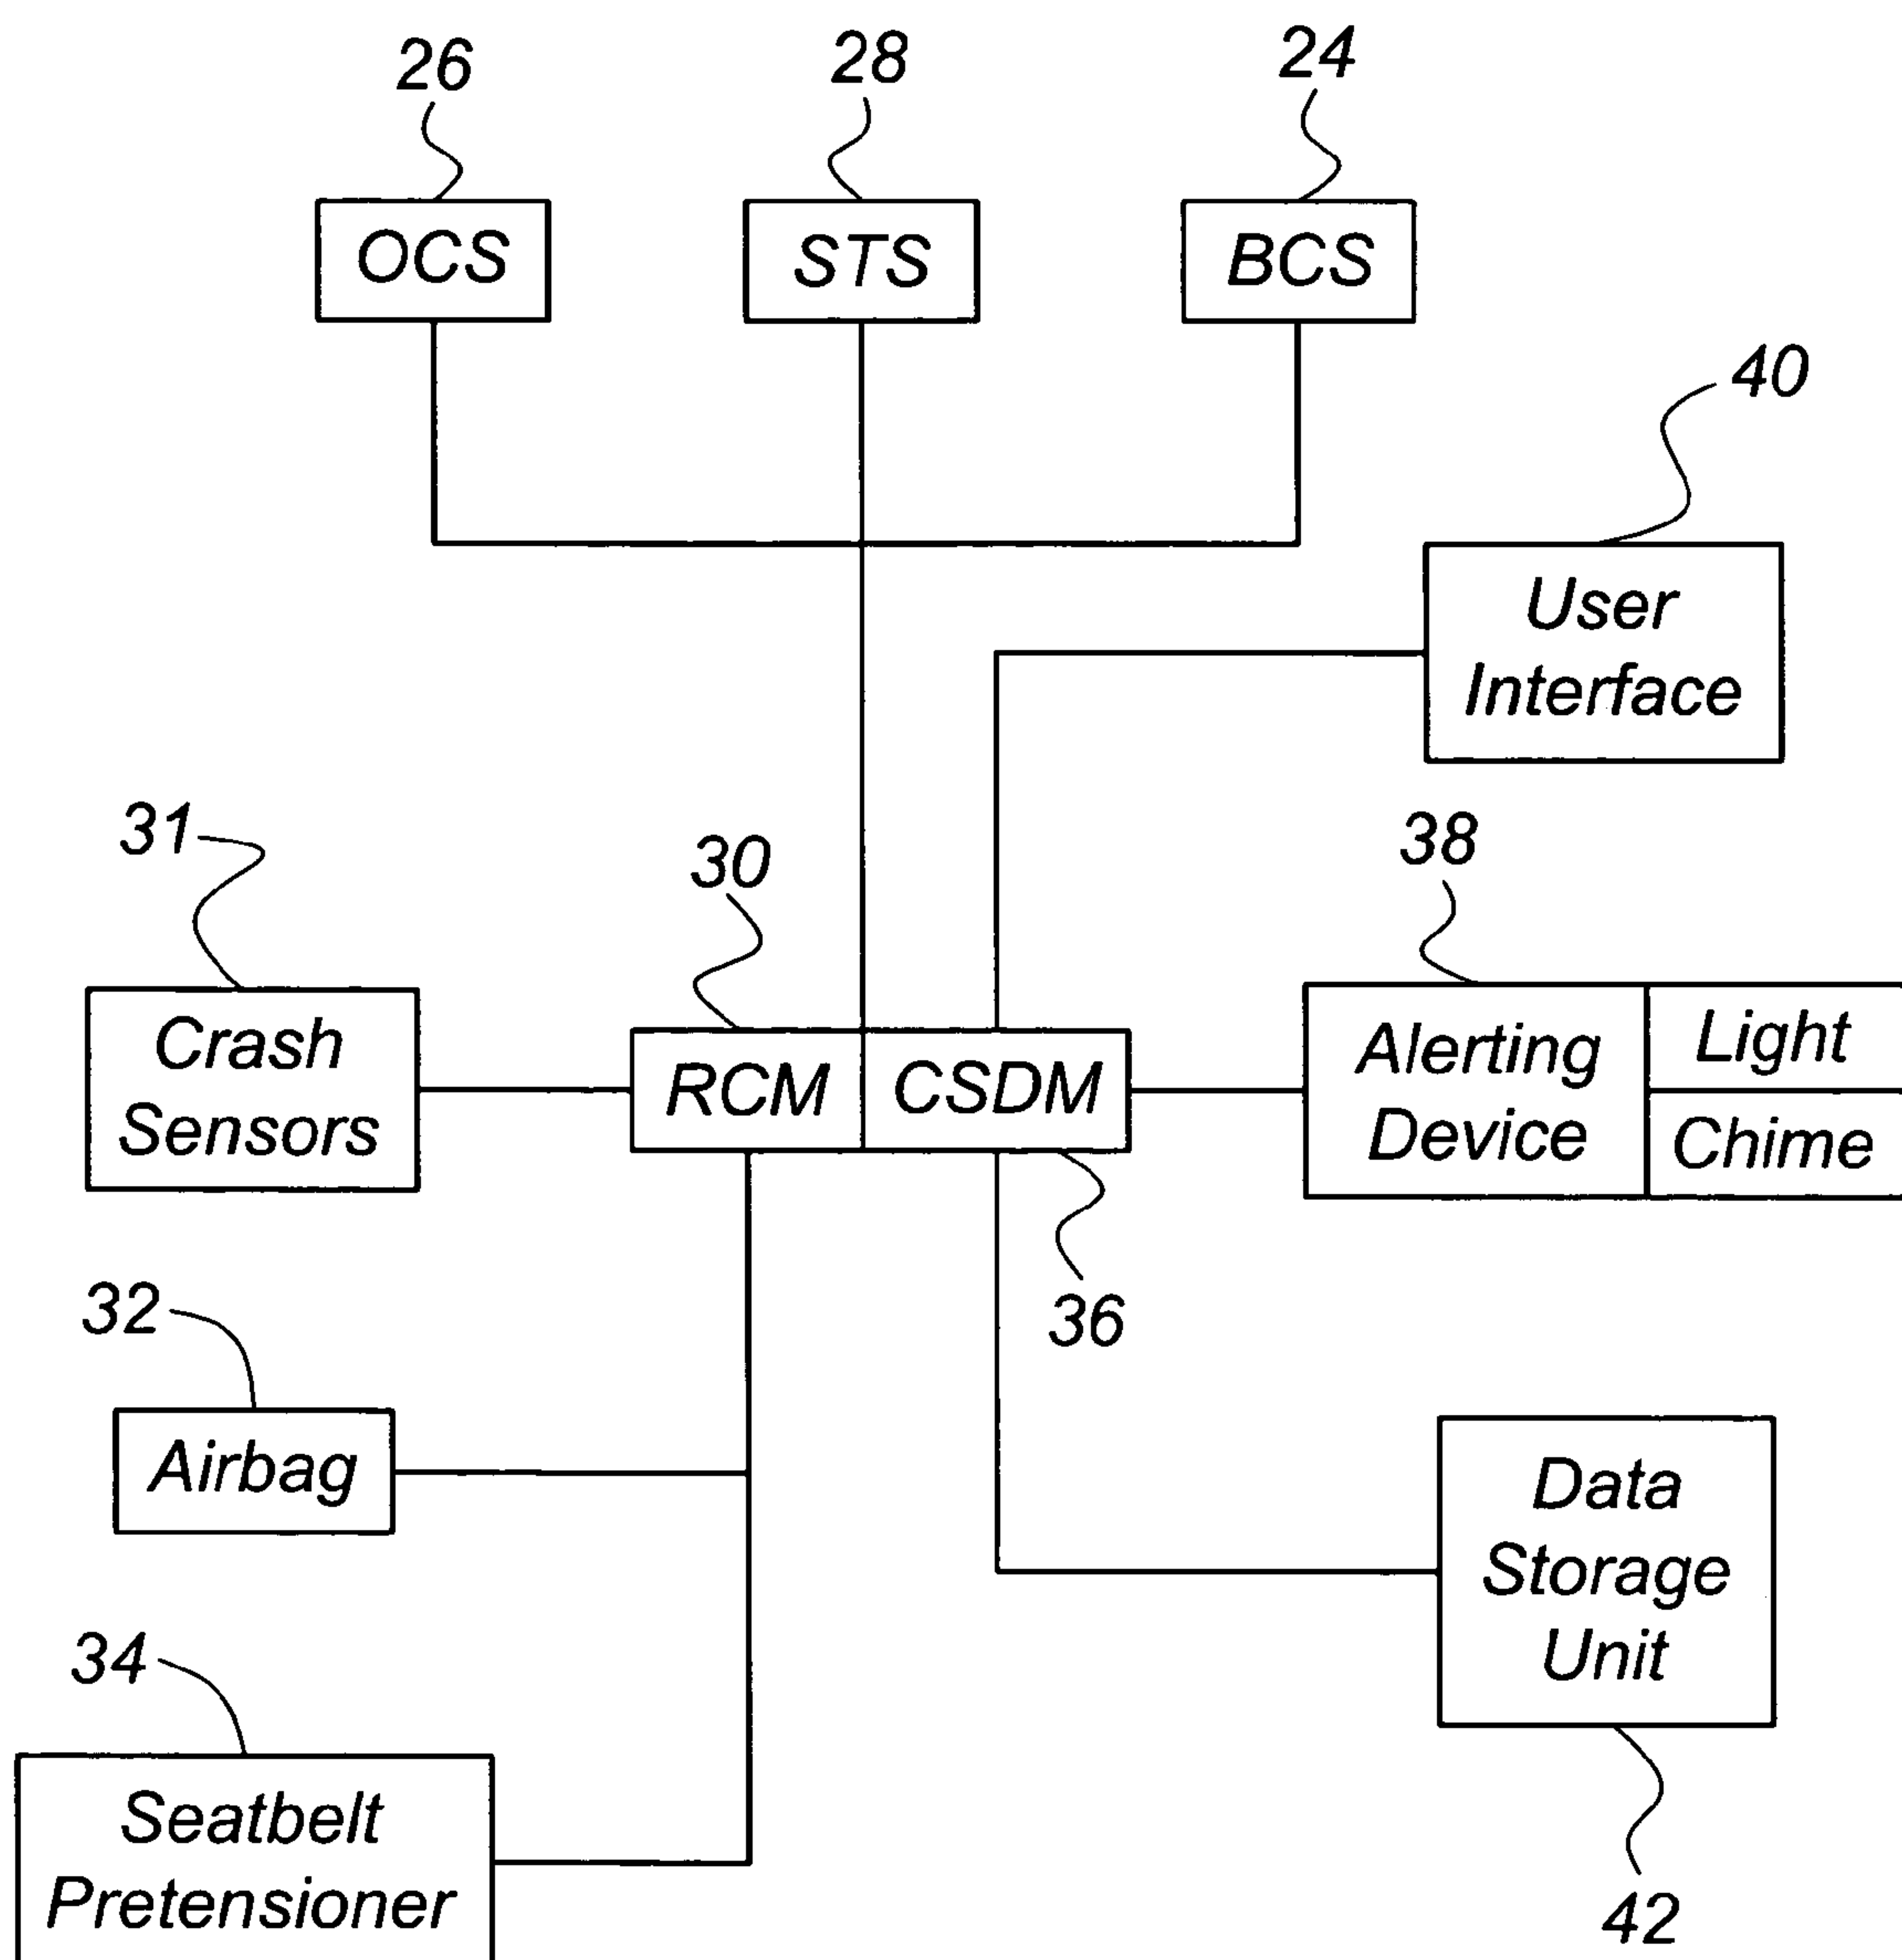 26
28
24
OCS
STS
BCS
40
User
Interface
31
30
38
Crash
Sensors
RCM
CSDM
Alerting
Device
Light
Chime
32
36
Airbag
Data
Storage
Unit
34
Seatbelt
Pretensioner
42